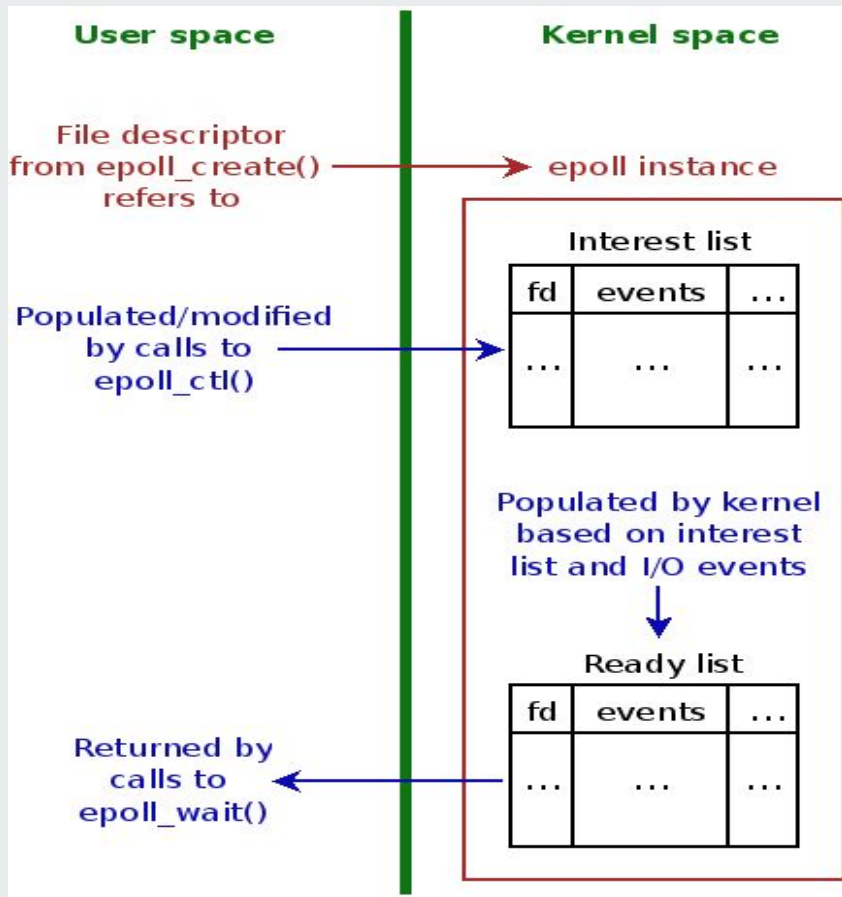 User space
Kernel space
File descriptor
from epoll_create()
refers to
epoll instance
Interest list
fd events ...
... ... ...
Populated/modified
by calls to
epoll_ctl()
Populated by kernel
based on interest
list and I/O events
Ready list
fd events ...
... ... ...
Returned by
calls to
epoll_wait()